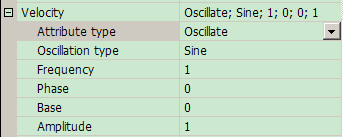 Velocity Oscillate; Sine; 1; 0; 0; 1
Attribute type Oscillate
Oscillation type Sine
Frequency 1
Phase 0
Base 0
Amplitude 1